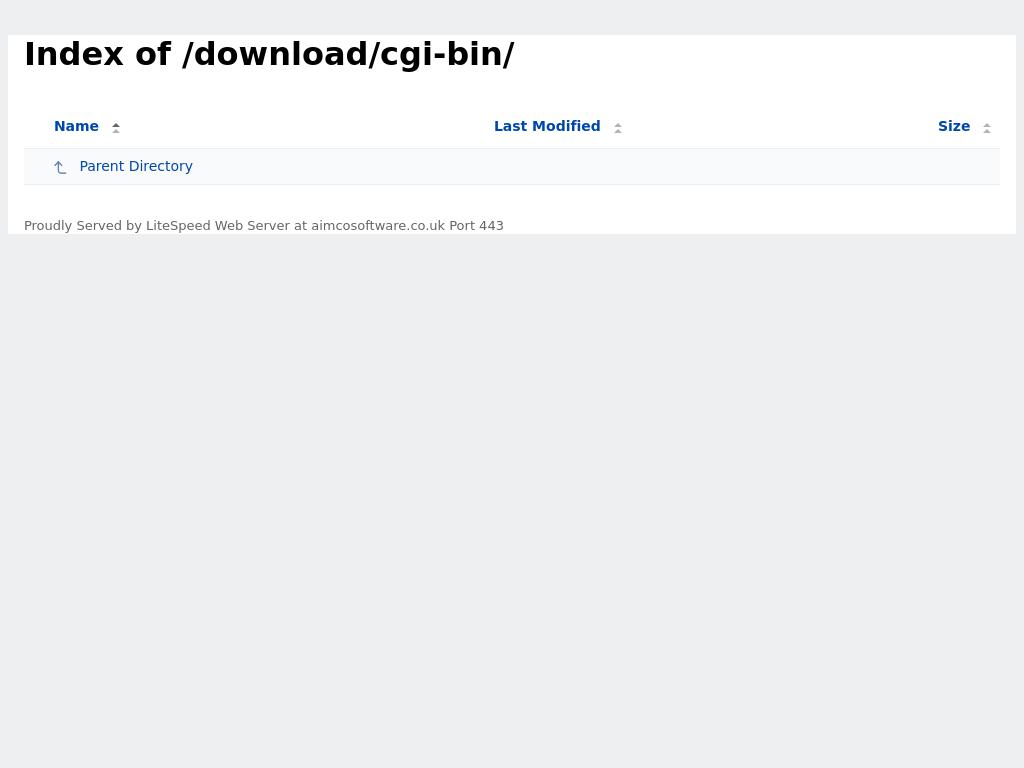 Index of /download/cgi-bin/
Name Last Modified Size
Parent Directory
Proudly Served by LiteSpeed Web Server at aimcosoftware.co.uk Port 443